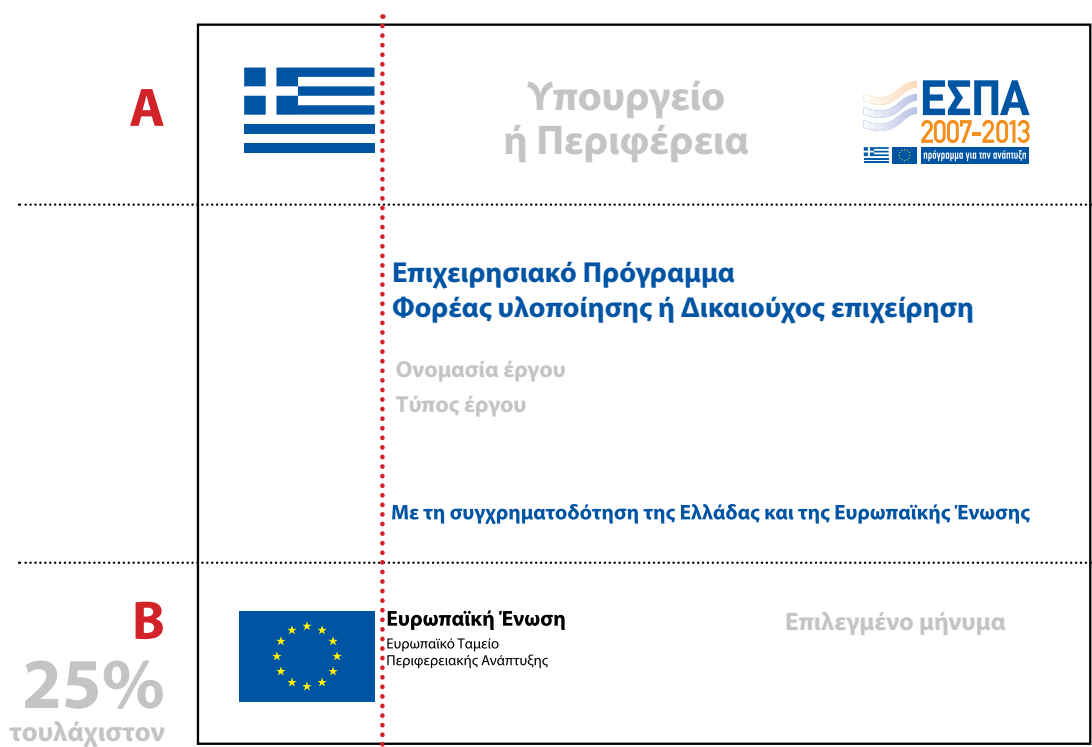 A
Υπουργείο
ή Περιφέρεια
ΕΣΠΑ
2007-2013
πρόγραμμα για την ανάπτυξη
Επιχειρησιακό Πρόγραμμα
Φορέας υλοποίησης ή Δικαιούχος επιχείρηση
Ονομασία έργου
Τύπος έργου
Με τη συγχρηματοδότηση της Ελλάδας και της Ευρωπαϊκής Ένωσης
B
25%
τουλάχιστον
Ευρωπαϊκή Ένωση
Ευρωπαϊκό Ταμείο
Περιφερειακής Ανάπτυξης
Επιλεγμένο μήνυμα